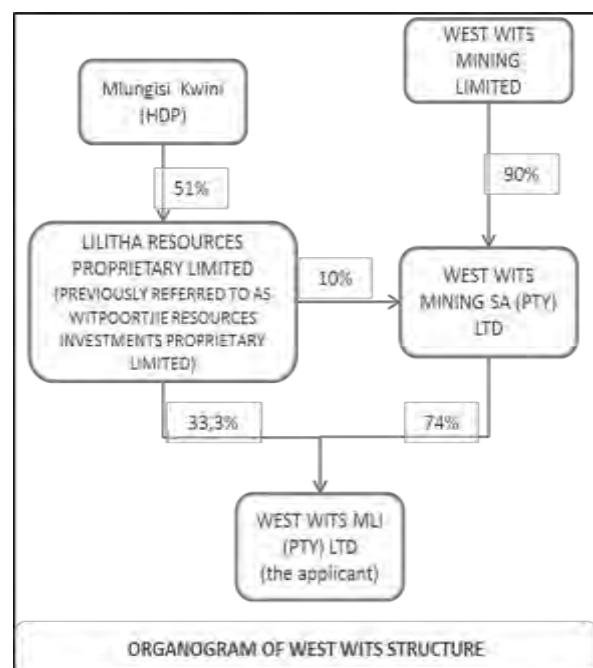 WEST WITS
MINING
LIMITED
Mlungisi Kwini
(HDP)
51%
90%
LILITHA RESOURCES
PROPRIETARY LIMITED
(PREVIOUSLY REFERRED TO AS
WITPOORTJIE RESOURCES
INVESTMENTS PROPRIETARY
LIMITED)
10%
WEST WITS
MINING SA (PTY)
LTD
33,3%
74%
WEST WITS MLI
(PTY) LTD
(the applicant)
ORGANOGRAM OF WEST WITS STRUCTURE